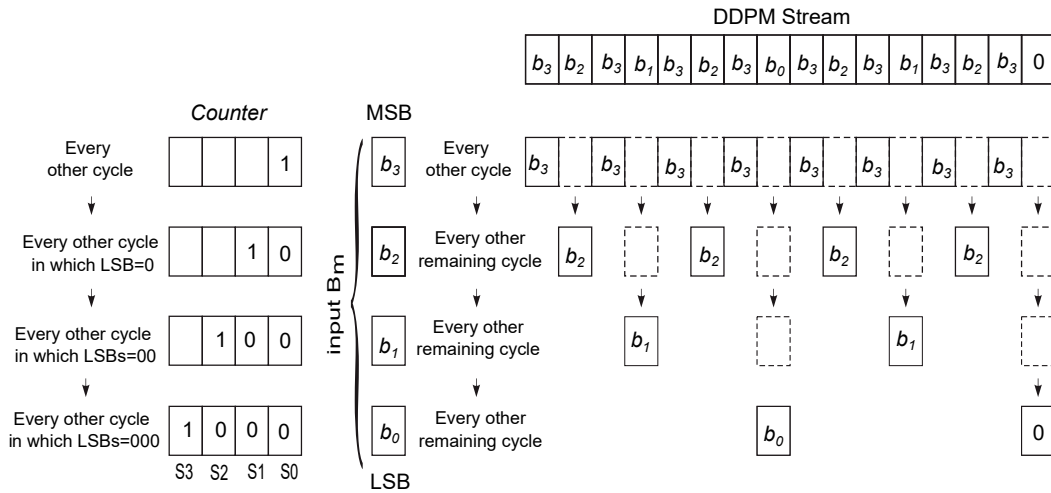 DDPM Stream
b3 b2 b3 b1 b3 b2 b3 b0 b3 b2 b3 b1 b3 b2 b3 0
Counter
MSB
Every
other cycle
1
b3
Every
other cycle
b3 b3 b3 b3 b3 b3 b3 b3
Every other cycle
in which LSB=0
1 0
b2
Every other
remaining cycle
b2 b2 b2 b2
input Bm
Every other cycle
in which LSBs=00
1 0 0
b1
Every other
remaining cycle
b1 b1
Every other cycle
in which LSBs=000
1 0 0 0
b0
Every other
remaining cycle
b0 0
S3 S2 S1 S0
LSB